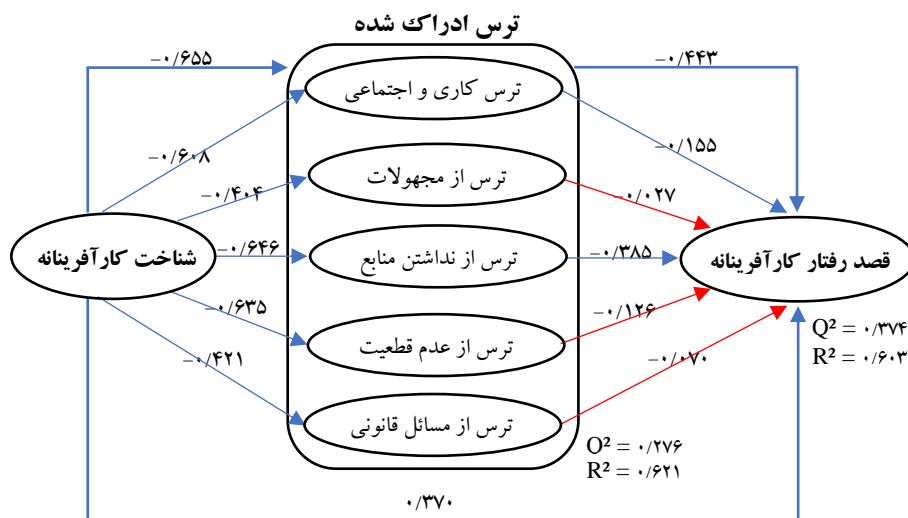 ترس ادراك شده
-۰/۶۵۵
-۰/۴۴۳
ترس کاری و اجتماعی
-۰/۶۰۸
-۰/۱۵۵
ترس از مجهولات
-۰/۴۰۴
-۰/۰۲۷
شناخت کارآفرینانه
-۰/۶۴۶
ترس از نداشتن منابع
-۰/۳۸۵
قصد رفتار کارآفرینانه
-۰/۶۳۵
ترس از عدم قطعیت
-۰/۱۲۶
Q² = ۰/۳۷۴
R² = ۰/۶۰۳
-۰/۴۲۱
-۰/۰۷۰
ترس از مسائل قانونی
Q² = ۰/۲۷۶
R² = ۰/۶۲۱
۰/۳۷۰